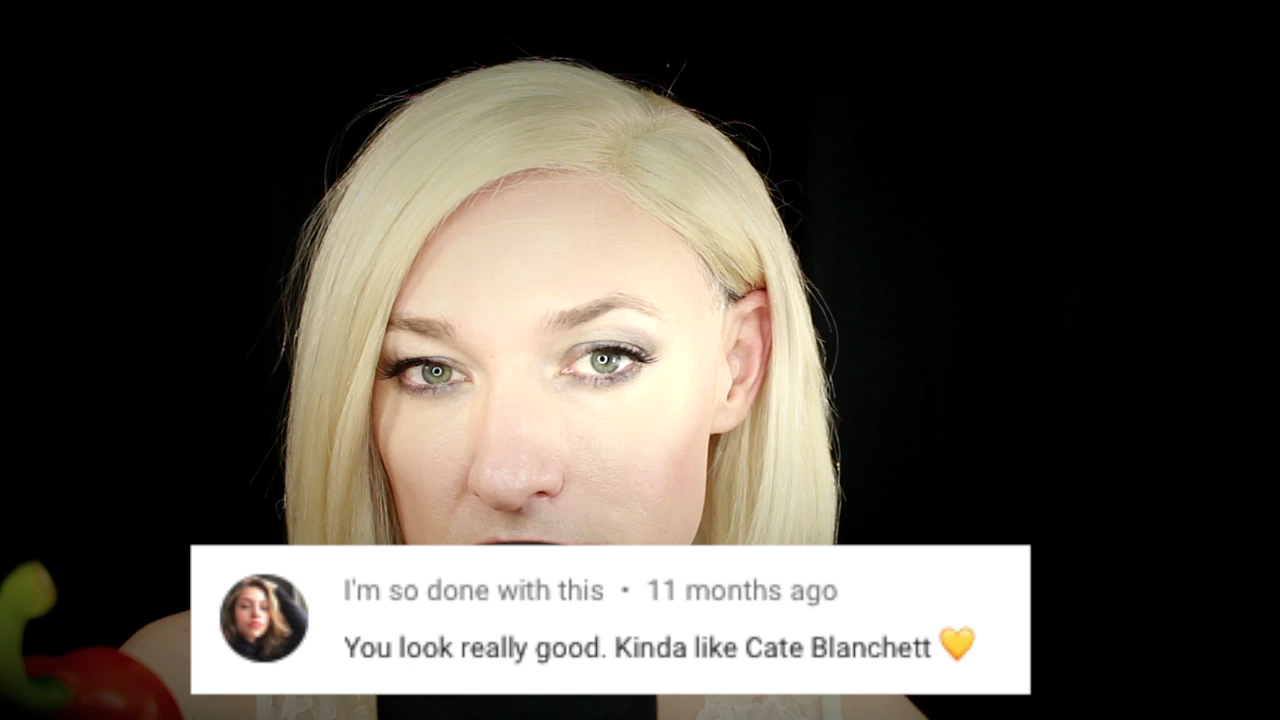 I'm so done with this • 11 months ago
You look really good. Kinda like Cate Blanchett 💛